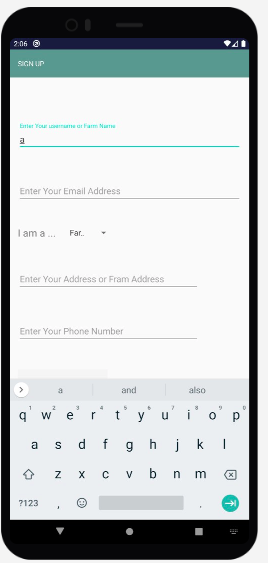 2:06
SIGN UP
Enter Your username or Farm Name
a
Enter Your Email Address
I am a ... Far..
Enter Your Address or Fram Address
Enter Your Phone Number
a and also
q 1 w 2 e 3 r 4 t 5 y 6 u 7 i 8 o 9 p 0
a s d f g h j k l
z x c v b n m
?123 , .